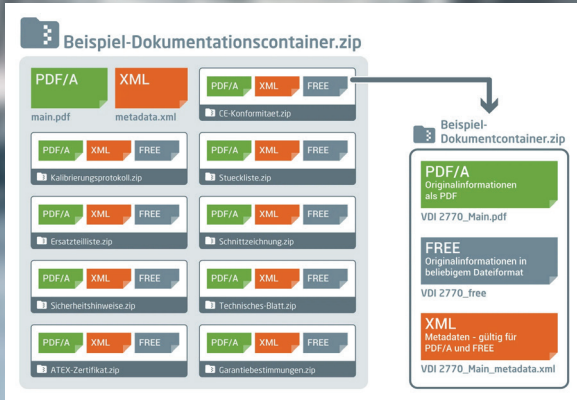 Beispiel-Dokumentationscontainer.zip
PDF/A
main.pdf
XML
metadata.xml
PDF/A XML FREE
CE-Konformitaet.zip
PDF/A XML FREE
Kalibrierungsprotokoll.zip
PDF/A XML FREE
Stueckliste.zip
PDF/A XML FREE
Ersatzteilliste.zip
PDF/A XML FREE
Schnittzeichnung.zip
PDF/A XML FREE
Sicherheitshinweise.zip
PDF/A XML FREE
Technisches-Blatt.zip
PDF/A XML FREE
ATEX-Zertifikat.zip
PDF/A XML FREE
Garantiebestimmungen.zip
Beispiel-
Dokumentcontainer.zip
PDF/A
Originalinformationen
als PDF
VDI 2770_Main.pdf
FREE
Originalinformationen in
beliebigem Dateiformat
VDI 2770_free
XML
Metadaten - gültig für
PDF/A und FREE
VDI 2770_Main_metadata.xml